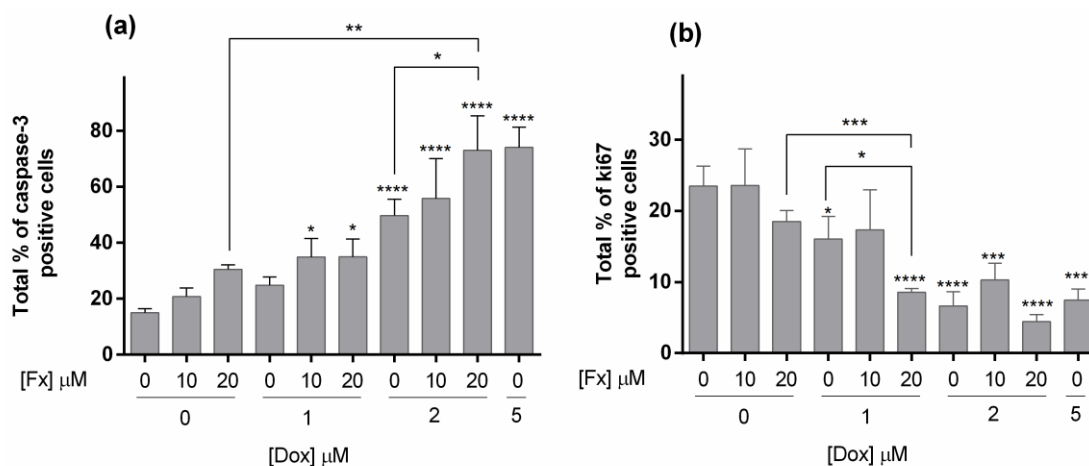 (a)
**
*
****
****
****
****
*
*
Total % of caspase-3
positive cells
80
60
40
20
0
[Fx] µM
0 10 20 0 10 20 0 10 20 0
0 1 2 5
[Dox] µM
(b)
***
*
*
****
****
***
****
***
Total % of ki67
positive cells
30
20
10
0
[Fx] µM
0 10 20 0 10 20 0 10 20 0
0 1 2 5
[Dox] µM